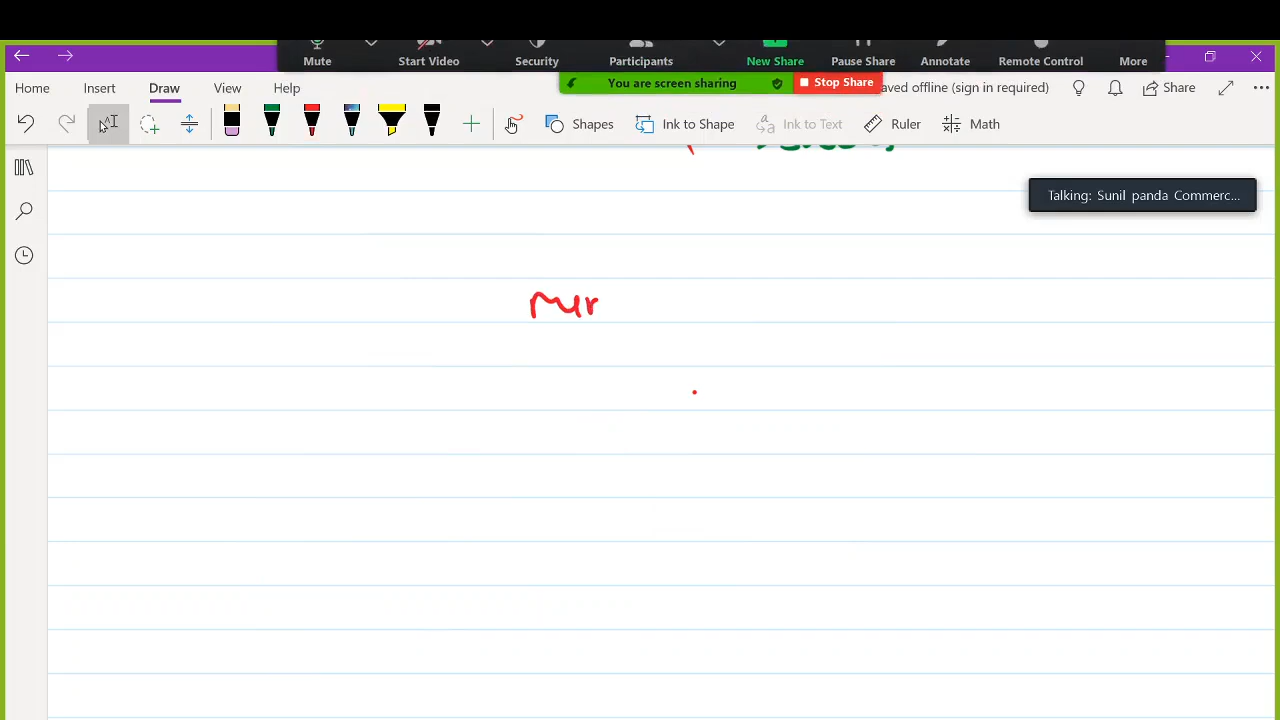 Mute Start Video Security Participants New Share Pause Share Annotate Remote Control More
You are screen sharing Stop Share
Home Insert Draw View Help aved offline (sign in required) Share
Shapes Ink to Shape Ink to Text Ruler Math
Talking: Sunil panda Commerc...